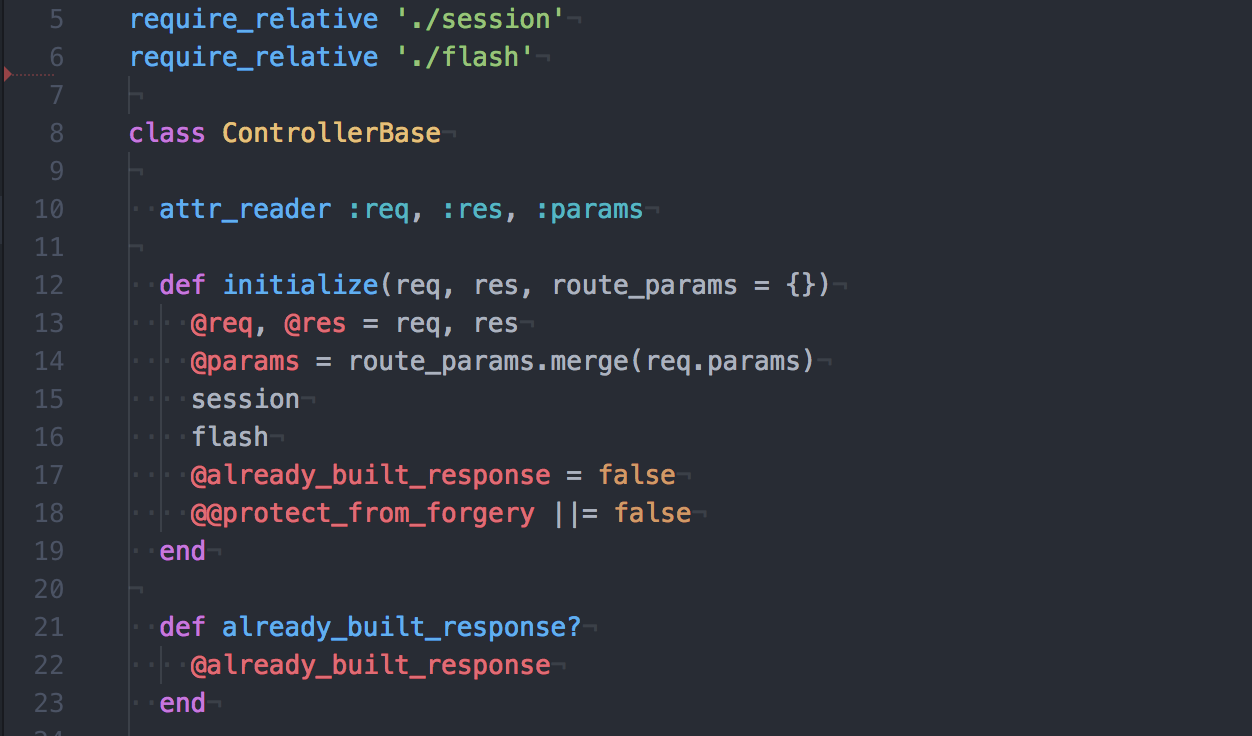 5 require_relative './session'¬
6 require_relative './flash'¬
7 ¬
8 class ControllerBase¬
9 ¬
10 ··attr_reader :req, :res, :params¬
11 ¬
12 ··def initialize(req, res, route_params = {})¬
13 ····@req, @res = req, res¬
14 ····@params = route_params.merge(req.params)¬
15 ····session¬
16 ····flash¬
17 ····@already_built_response = false¬
18 ····@@protect_from_forgery ||= false¬
19 ··end¬
20 ¬
21 ··def already_built_response?¬
22 ····@already_built_response¬
23 ··end¬
24